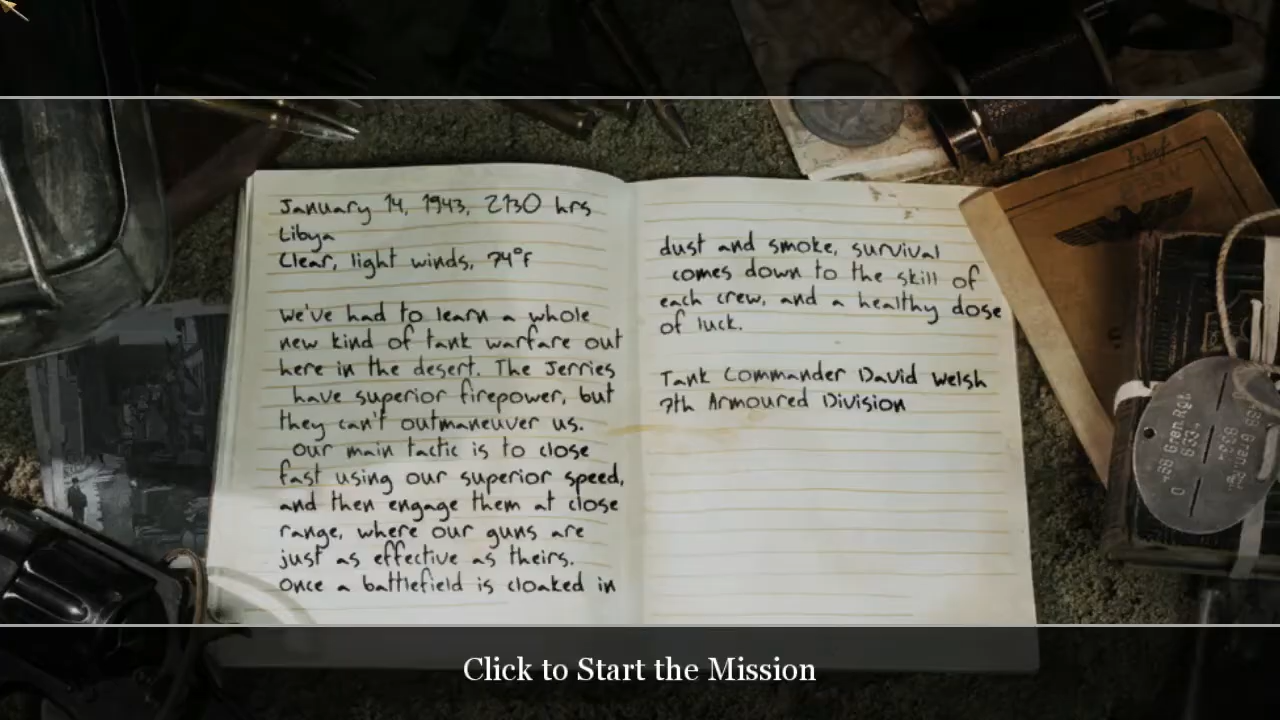 January 14, 1943, 2130 hrs
Libya
Clear, light winds, 74°F
We've had to learn a whole
new kind of tank warfare out
here in the desert. The Jerries
have superior firepower, but
they can't outmaneuver us.
Our main tactic is to close
fast using our superior speed,
and then engage them at close
range, where our guns are
just as effective as theirs.
Once a battlefield is cloaked in
dust and smoke, survival
comes down to the skill of
each crew, and a healthy dose
of luck.
Tank Commander David Welsh
7th Armoured Division
Click to Start the Mission